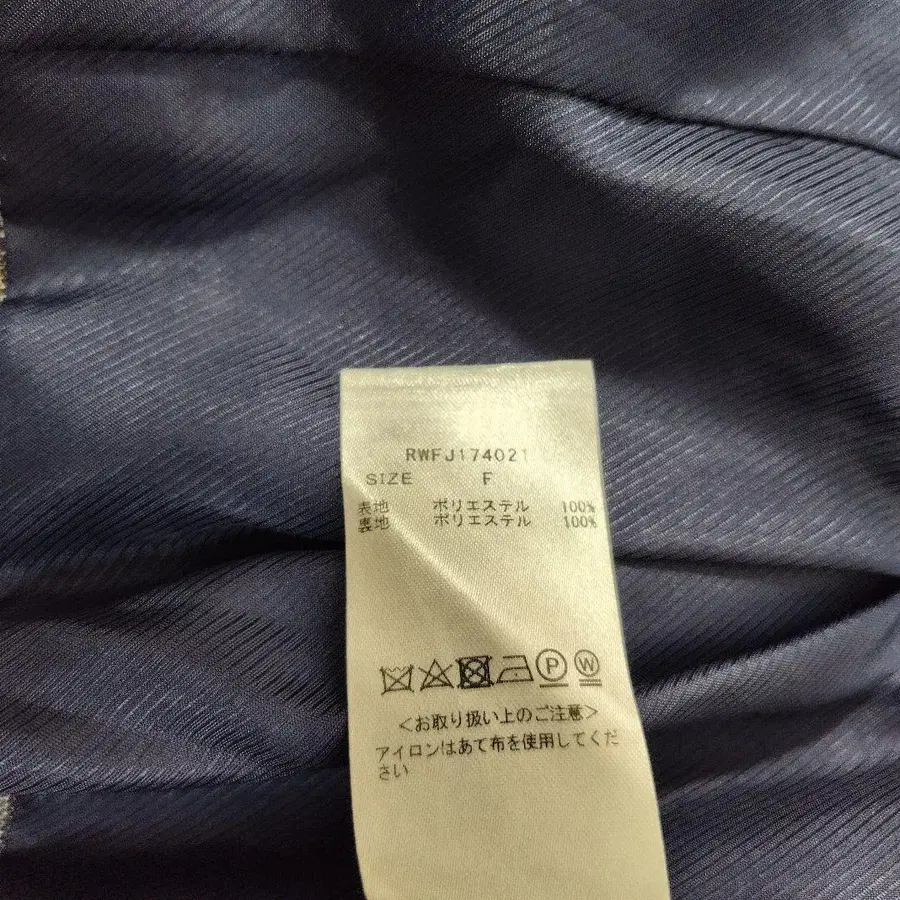 RWFJ174021
SIZE F
表地 ポリエステル 100%
裏地 ポリエステル 100%
P W
<お取り扱い上のご注意>
アイロンはあて布を使用してくだ
さい